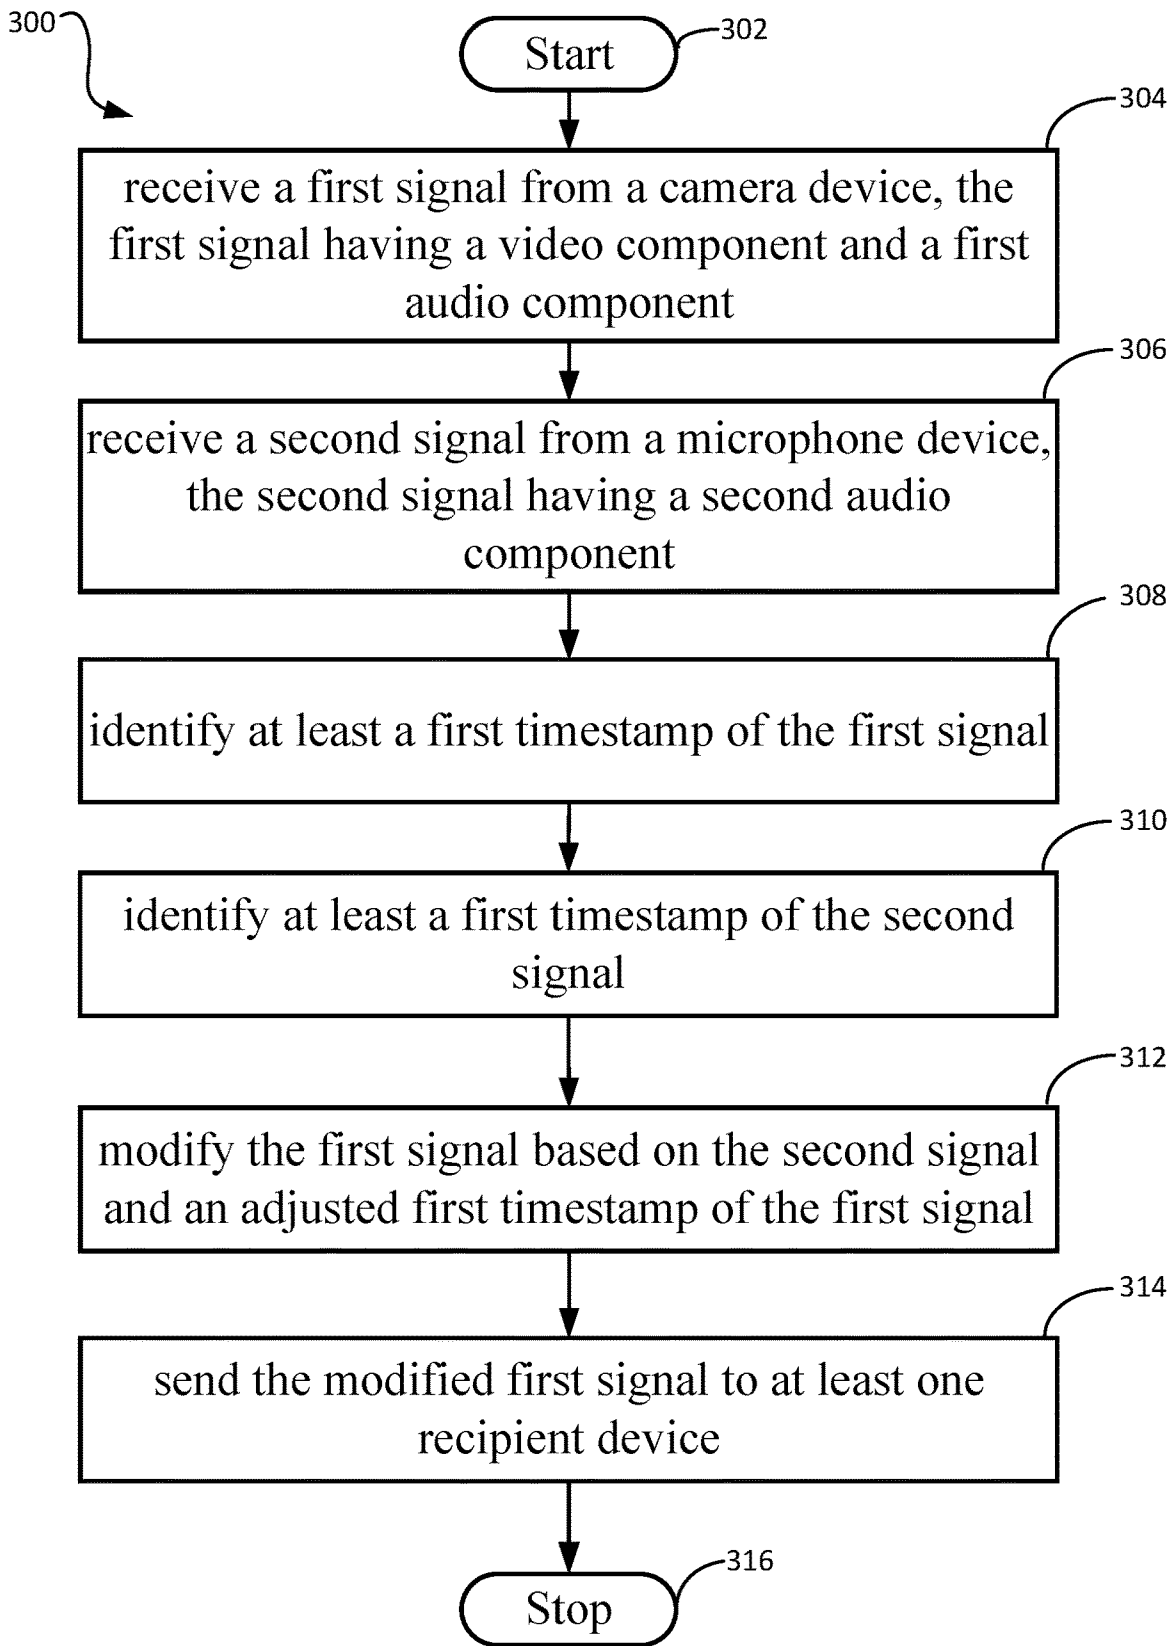 300
Start
302
304
receive a first signal from a camera device, the
first signal having a video component and a first
audio component
306
receive a second signal from a microphone device,
the second signal having a second audio
component
308
identify at least a first timestamp of the first signal
310
identify at least a first timestamp of the second
signal
312
modify the first signal based on the second signal
and an adjusted first timestamp of the first signal
314
send the modified first signal to at least one
recipient device
316
Stop